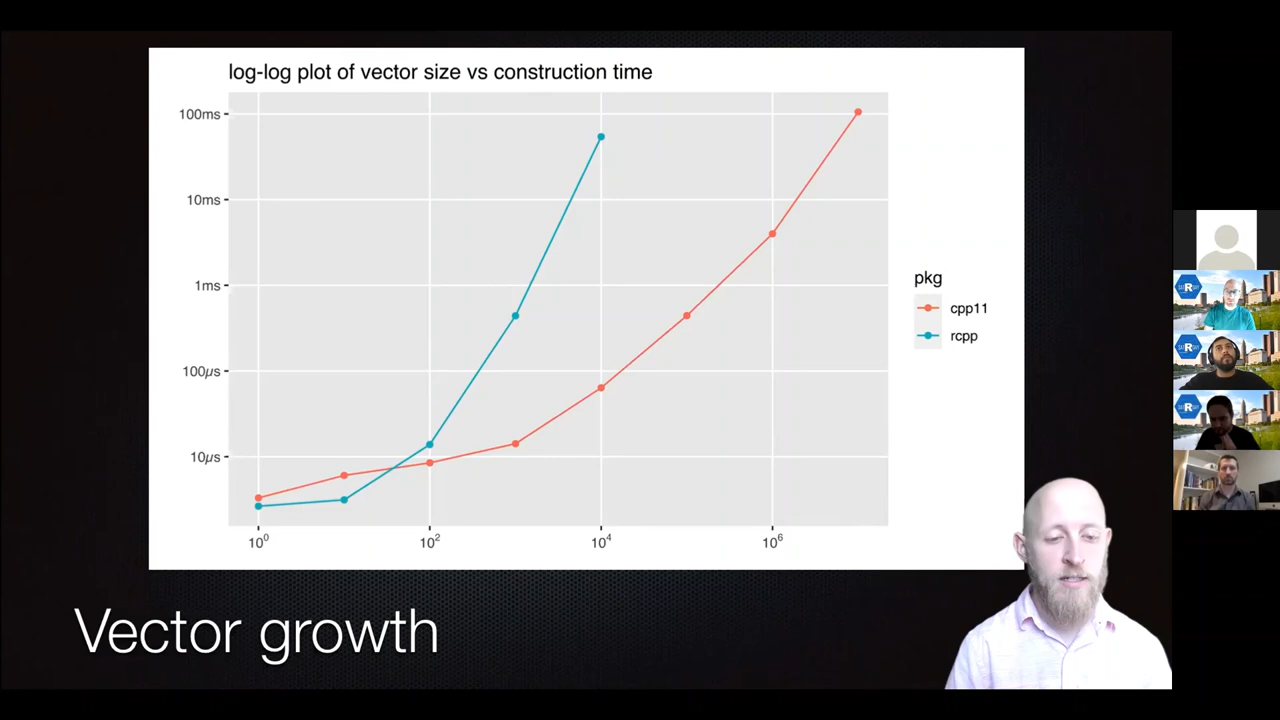 log-log plot of vector size vs construction time
100ms
10ms
1ms
100µs
10µs
10⁰
10²
10⁴
10⁶
pkg
cpp11
rcpp
Vector growth
R
R
R